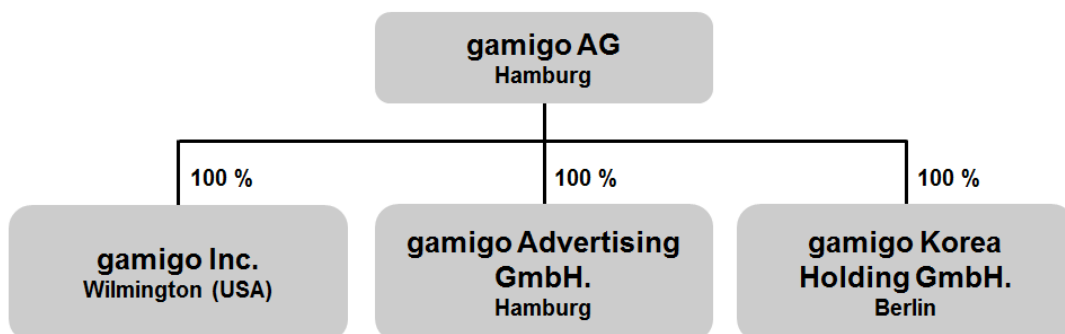 gamigo AG
Hamburg
100 %
100 %
100 %
gamigo Inc.
Wilmington (USA)
gamigo Advertising
GmbH.
Hamburg
gamigo Korea
Holding GmbH.
Berlin